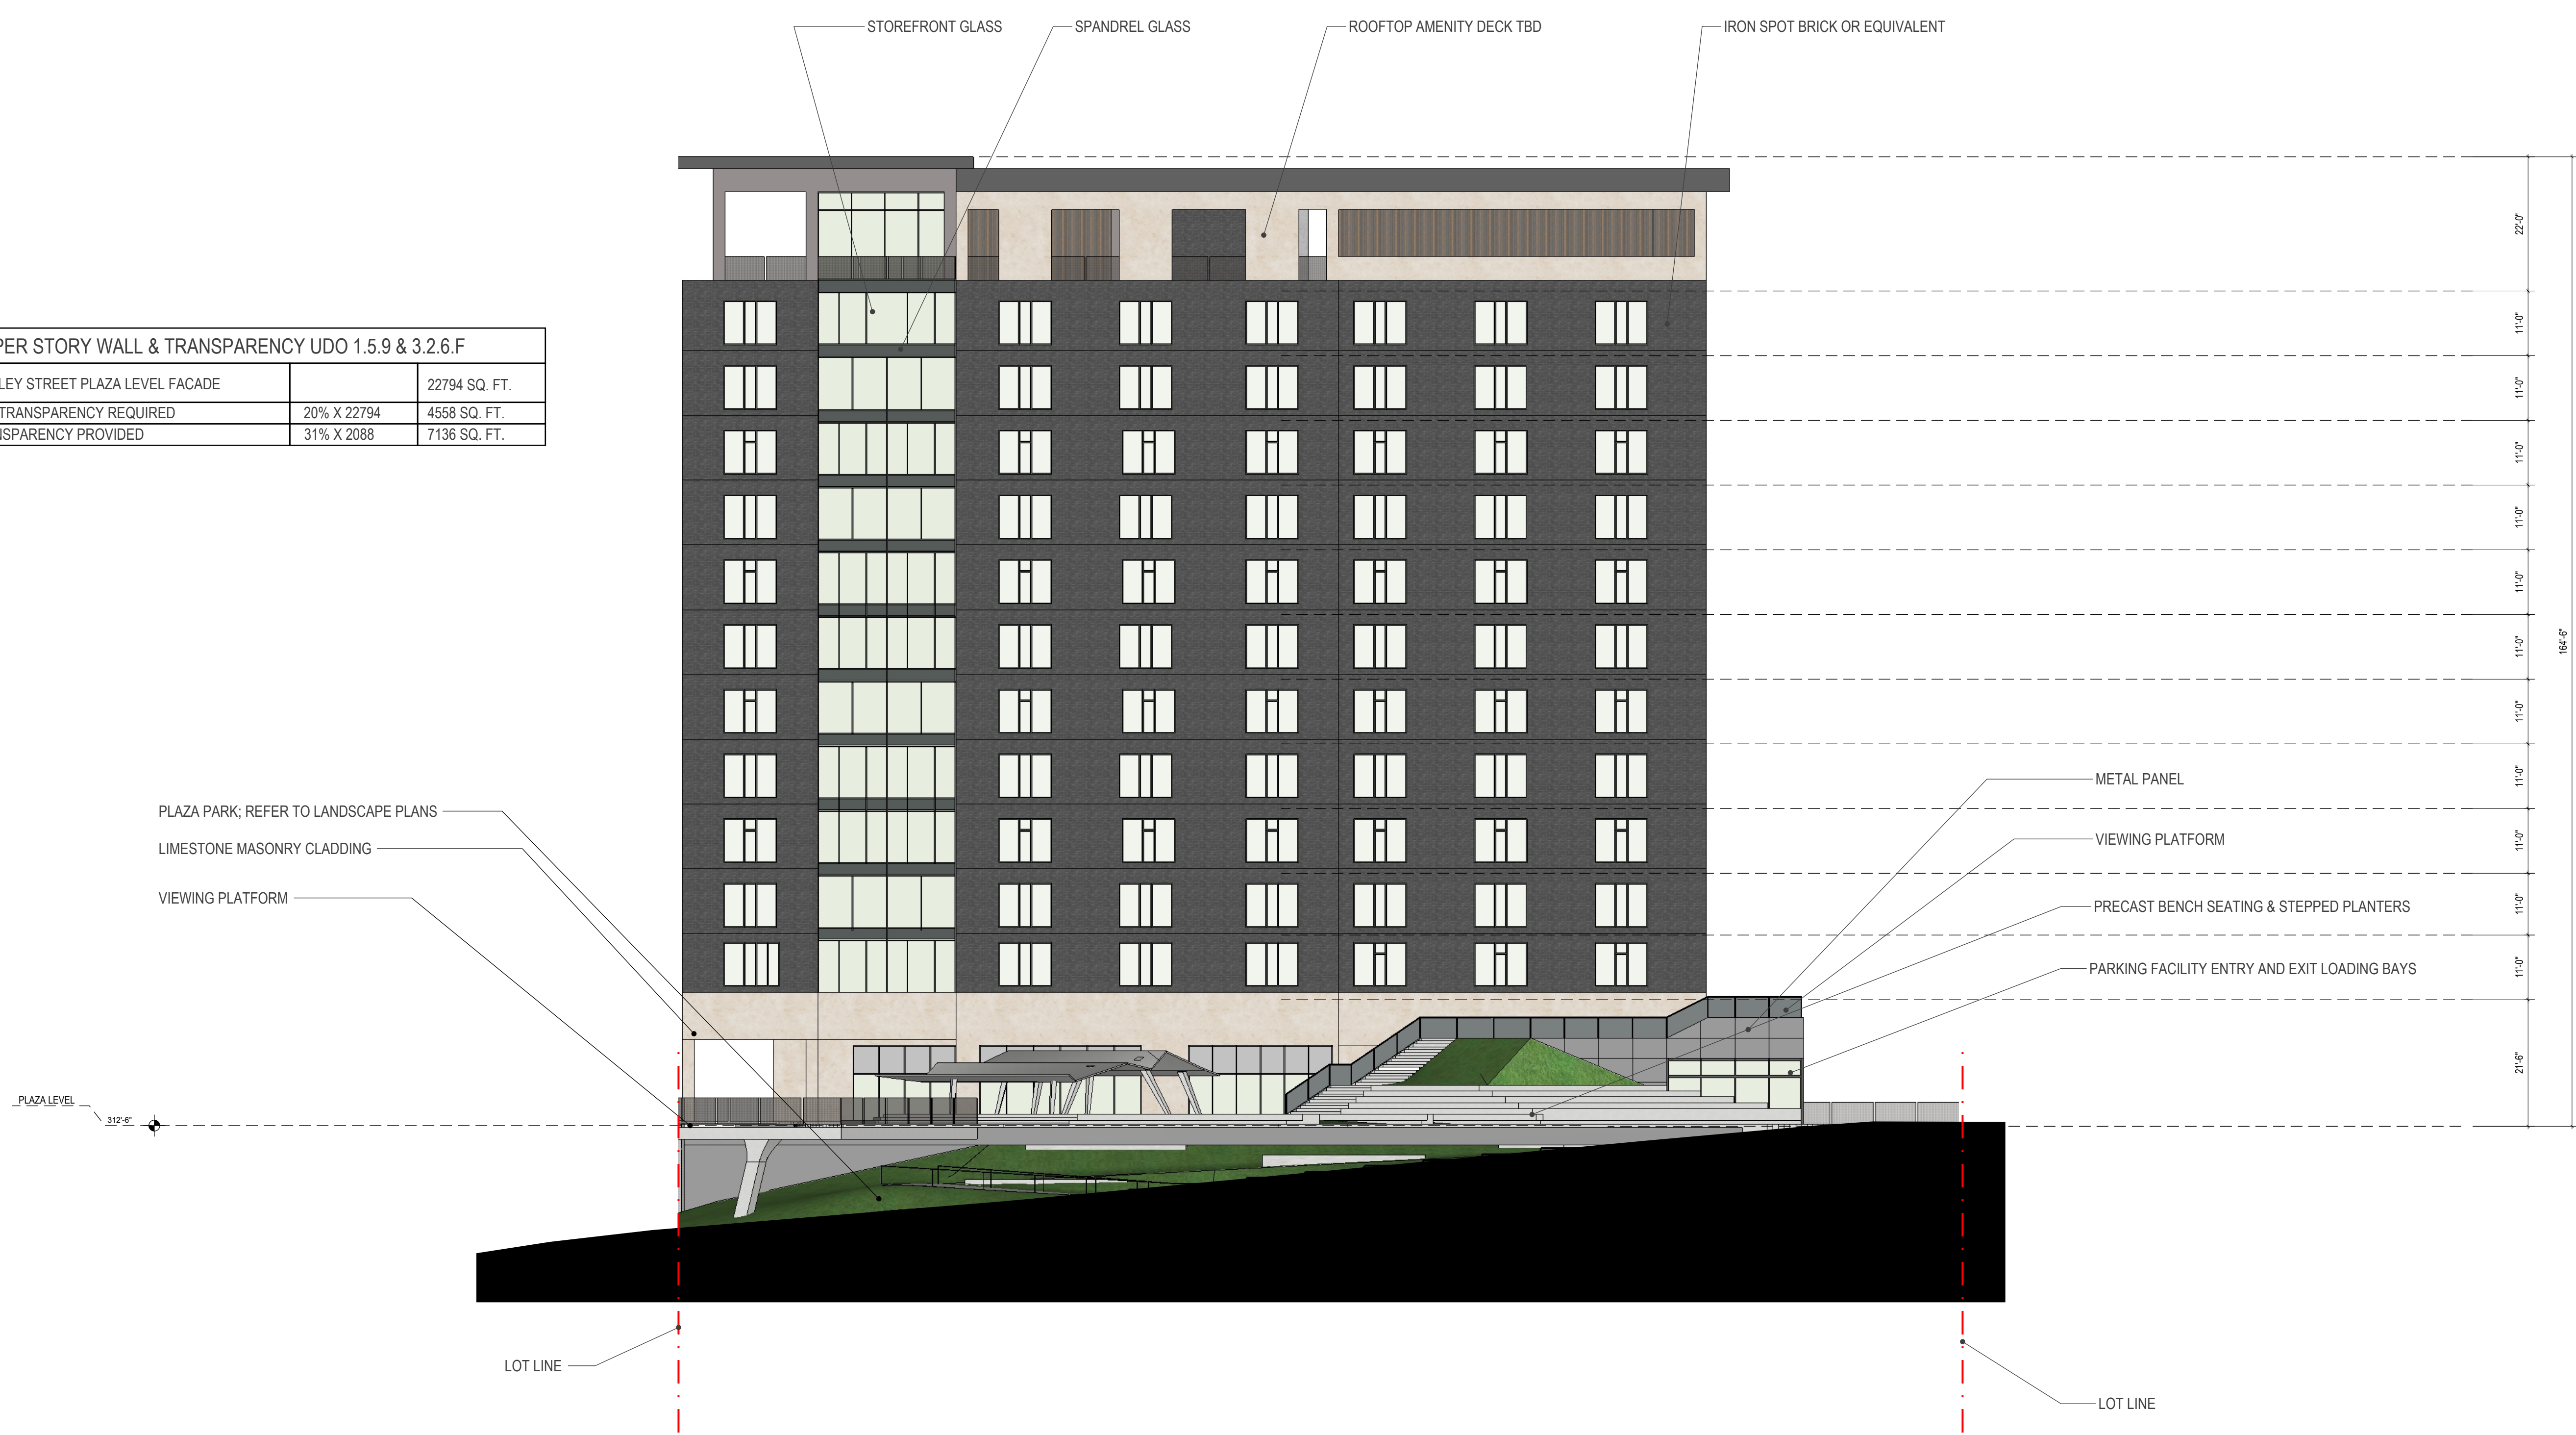 STOREFRONT GLASS
SPANDREL GLASS
ROOFTOP AMENITY DECK TBD
IRON SPOT BRICK OR EQUIVALENT
PER STORY WALL & TRANSPARENCY UDO 1.5.9 & 3.2.6.F
LEY STREET PLAZA LEVEL FACADE 22794 SQ. FT.
TRANSPARENCY REQUIRED 20% X 22794 4558 SQ. FT.
NSPARENCY PROVIDED 31% X 2088 7136 SQ. FT.
22'-0"
11'-0"
11'-0"
11'-0"
11'-0"
11'-0"
11'-0"
11'-0"
11'-0"
11'-0"
11'-0"
11'-0"
21'-6"
164'-6"
PLAZA PARK; REFER TO LANDSCAPE PLANS
LIMESTONE MASONRY CLADDING
VIEWING PLATFORM
METAL PANEL
VIEWING PLATFORM
PRECAST BENCH SEATING & STEPPED PLANTERS
PARKING FACILITY ENTRY AND EXIT LOADING BAYS
PLAZA LEVEL
312'-6"
LOT LINE
LOT LINE